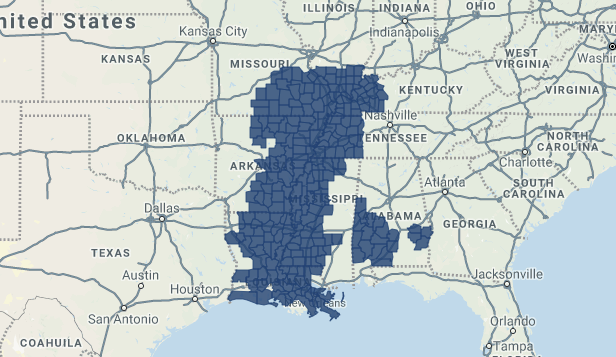 ILLINOIS
INDIANA
OHIO
MARY
nited States
Kansas City
Indianapolis
Washin
KANSAS
MISSOURI
WEST
VIRGINIA
KENTUCKY
VIRGINIA
Nashville
OKLAHOMA
TENNESSEE
NORTH
CAROLINA
ARKANSAS
Charlotte
Atlanta
SOUTH
CAROLINA
MISSISSIPPI
Dallas
ALABAMA
GEORGIA
TEXAS
Austin
Jacksonville
LOUISIANA
Houston
New Orleans
San Antonio
Orlando
COAHUILA
Tampa